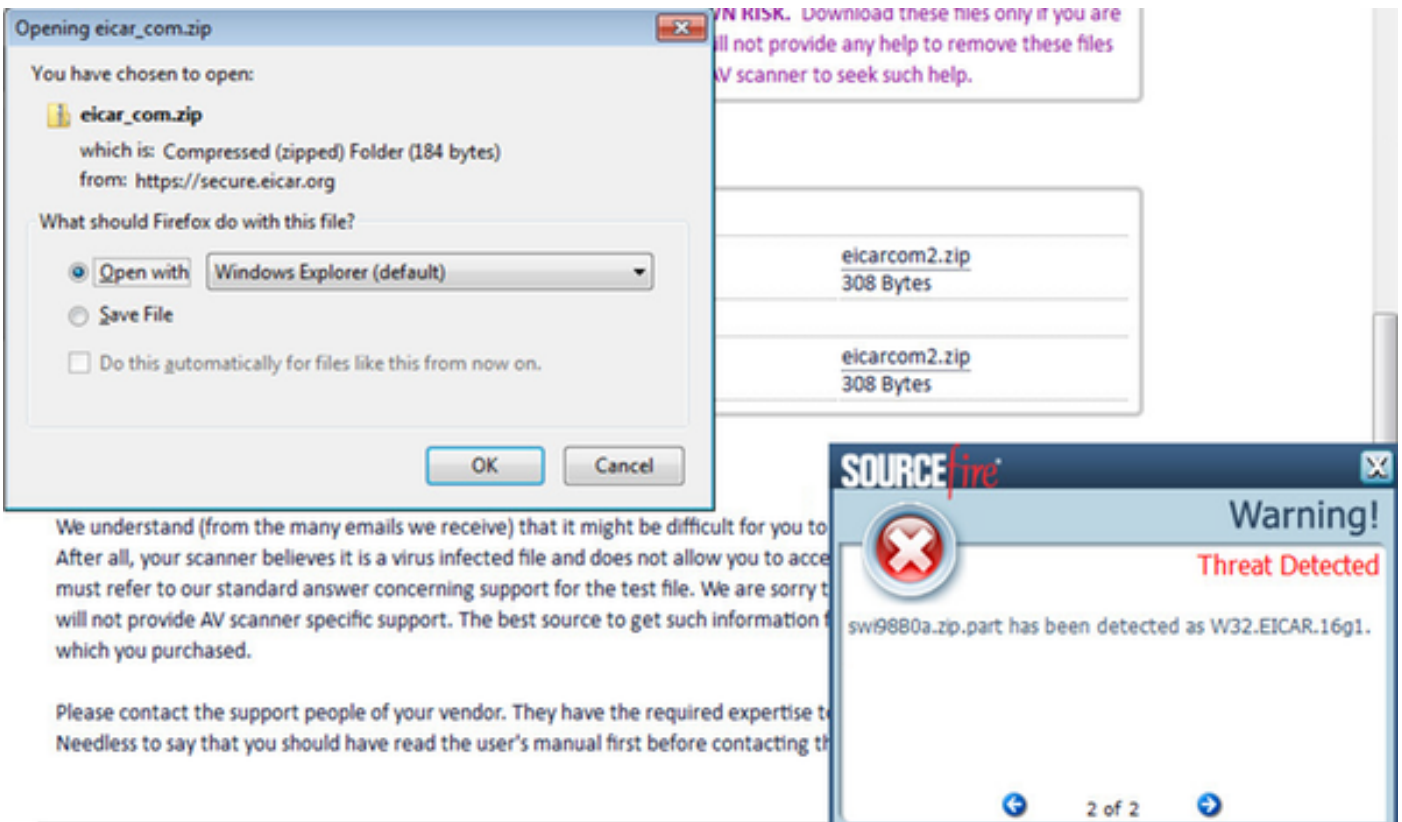 Opening eicar_com.zip
You have chosen to open:
eicar_com.zip
which is: Compressed (zipped) Folder (184 bytes)
from: https://secure.eicar.org
What should Firefox do with this file?
Open with
Windows Explorer (default)
Save File
Do this automatically for files like this from now on.
OK
Cancel
WN RISK. Download these files only if you are
ill not provide any help to remove these files
AV scanner to seek such help.
eicarcom2.zip
308 Bytes
eicarcom2.zip
308 Bytes
We understand (from the many emails we receive) that it might be difficult for you to
After all, your scanner believes it is a virus infected file and does not allow you to acce
must refer to our standard answer concerning support for the test file. We are sorry t
will not provide AV scanner specific support. The best source to get such information f
which you purchased.
Please contact the support people of your vendor. They have the required expertise to
Needless to say that you should have read the user's manual first before contacting th
SOURCEfire
Warning!
Threat Detected
swi9880a.zip.part has been detected as W32.EICAR.16g1.
2 of 2